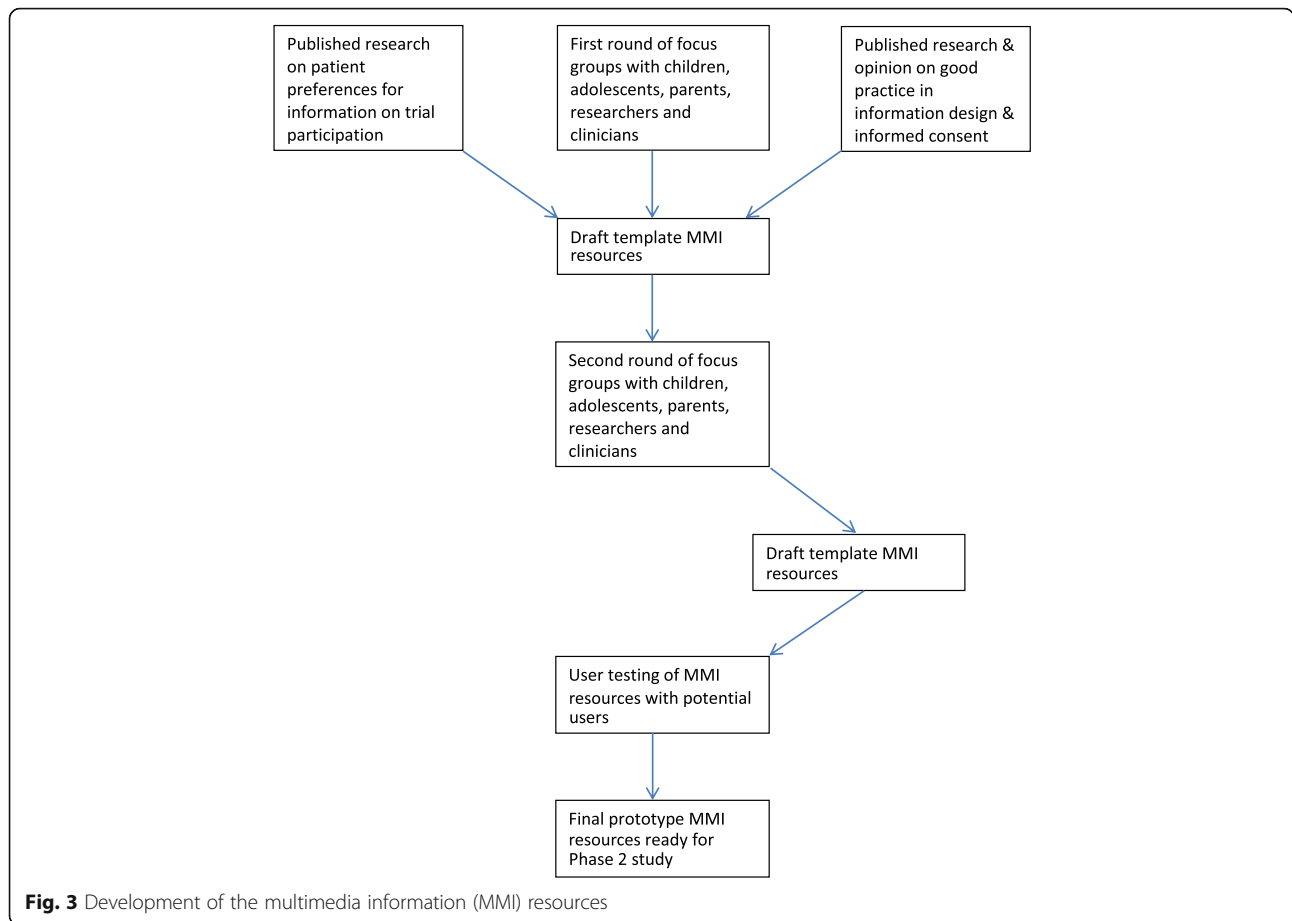 Published research
on patient
preferences for
information on trial
participation
First round of focus
groups with children,
adolescents, parents,
researchers and
clinicians
Published research &
opinion on good
practice in
information design &
informed consent
Draft template MMI
resources
Second round of focus
groups with children,
adolescents, parents,
researchers and
clinicians
Draft template MMI
resources
User testing of MMI
resources with potential
users
Final prototype MMI
resources ready for
Phase 2 study
Fig. 3 Development of the multimedia information (MMI) resources